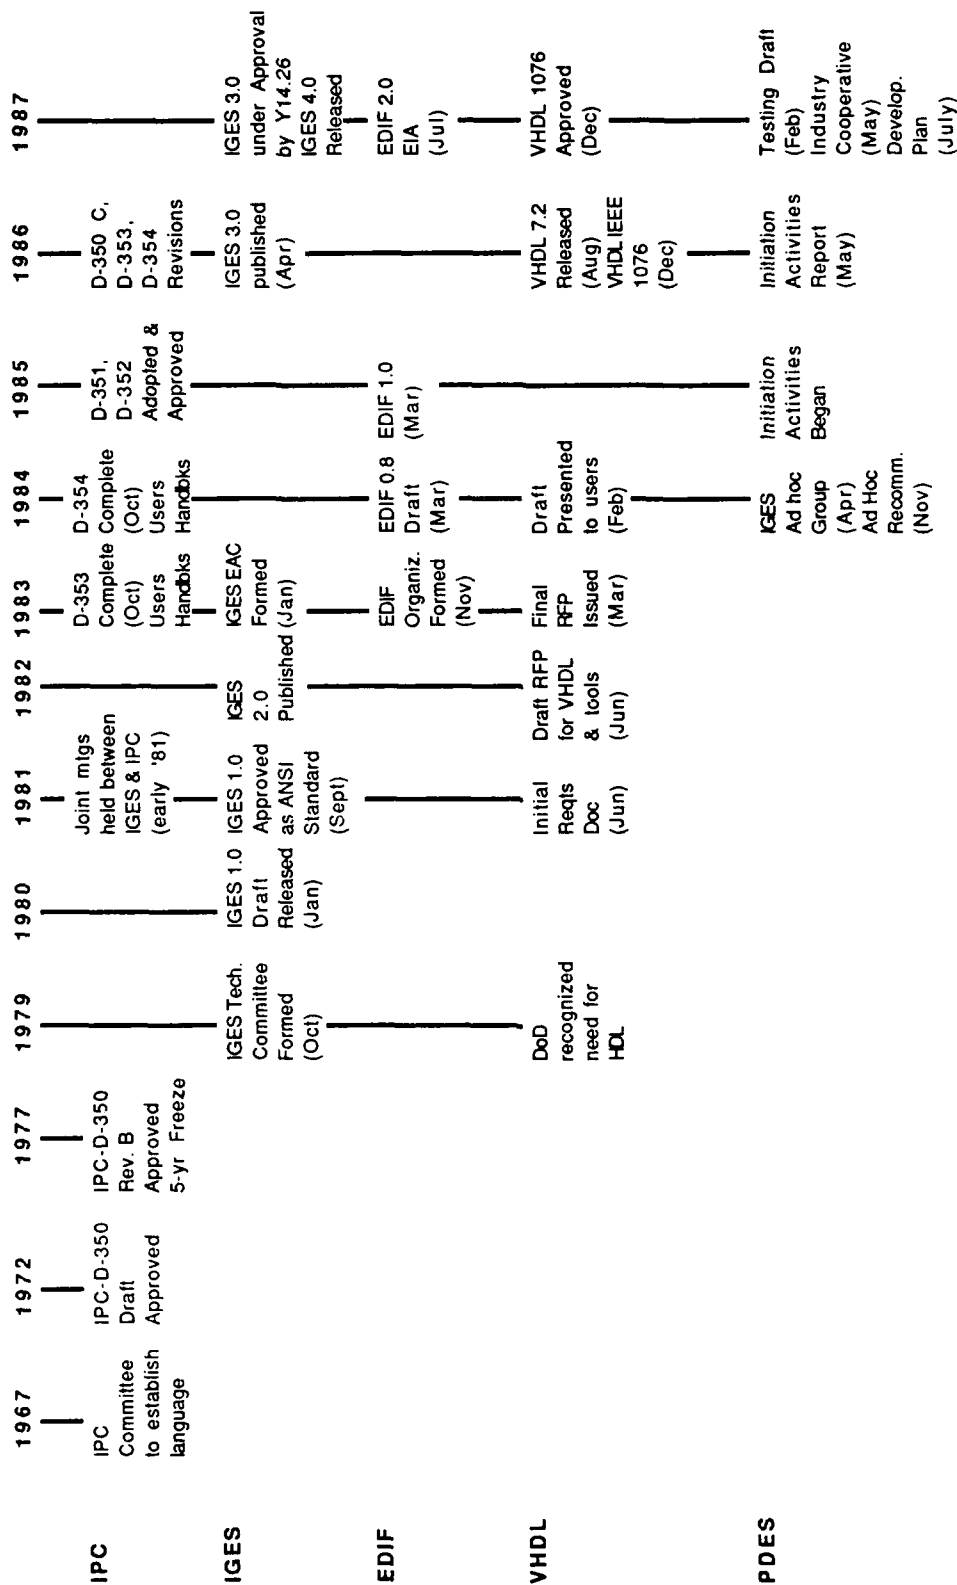 1967
1972
1977
1979
1980
1981
1982
1983
1984
1985
1986
1987
IPC
IPC
Committee
to establish
language
IPC-D-350
Draft
Approved
IPC-D-350
Rev. B
Approved
5-yr Freeze
Joint mtgs
held between
IGES & IPC
(early '81)
D-353
Complete
(Oct)
Users
Handbks
D-354
Complete
(Oct)
Users
Handbks
D-351,
D-352
Adopted &
Approved
D-350 C,
D-353,
D-354
Revisions
IGES
IGES Tech.
Committee
Formed
(Oct)
IGES 1.0
Draft
Released
(Jan)
IGES 1.0
Approved
as ANSI
Standard
(Sept)
IGES
2.0
Published
IGES EAC
Formed
(Jan)
IGES 3.0
published
(Apr)
IGES 3.0
under Approval
by Y14.26
IGES 4.0
Released
EDIF
EDIF
Organiz.
Formed
(Nov)
EDIF 0.8
Draft
(Mar)
EDIF 1.0
(Mar)
EDIF 2.0
EIA
(Jul)
VHDL
DoD
recognized
need for
HDL
Initial
Reqts
Doc
(Jun)
Draft RFP
for VHDL
& tools
(Jun)
Final
RFP
Issued
(Mar)
Draft
Presented
to users
(Feb)
VHDL 7.2
Released
(Aug)
VHDL IEEE
1076
(Dec)
VHDL 1076
Approved
(Dec)
PDES
IGES
Ad hoc
Group
(Apr)
Ad Hoc
Recomm.
(Nov)
Initiation
Activities
Began
Initiation
Activities
Report
(May)
Testing Draft
(Feb)
Industry
Cooperative
(May)
Develop.
Plan
(July)